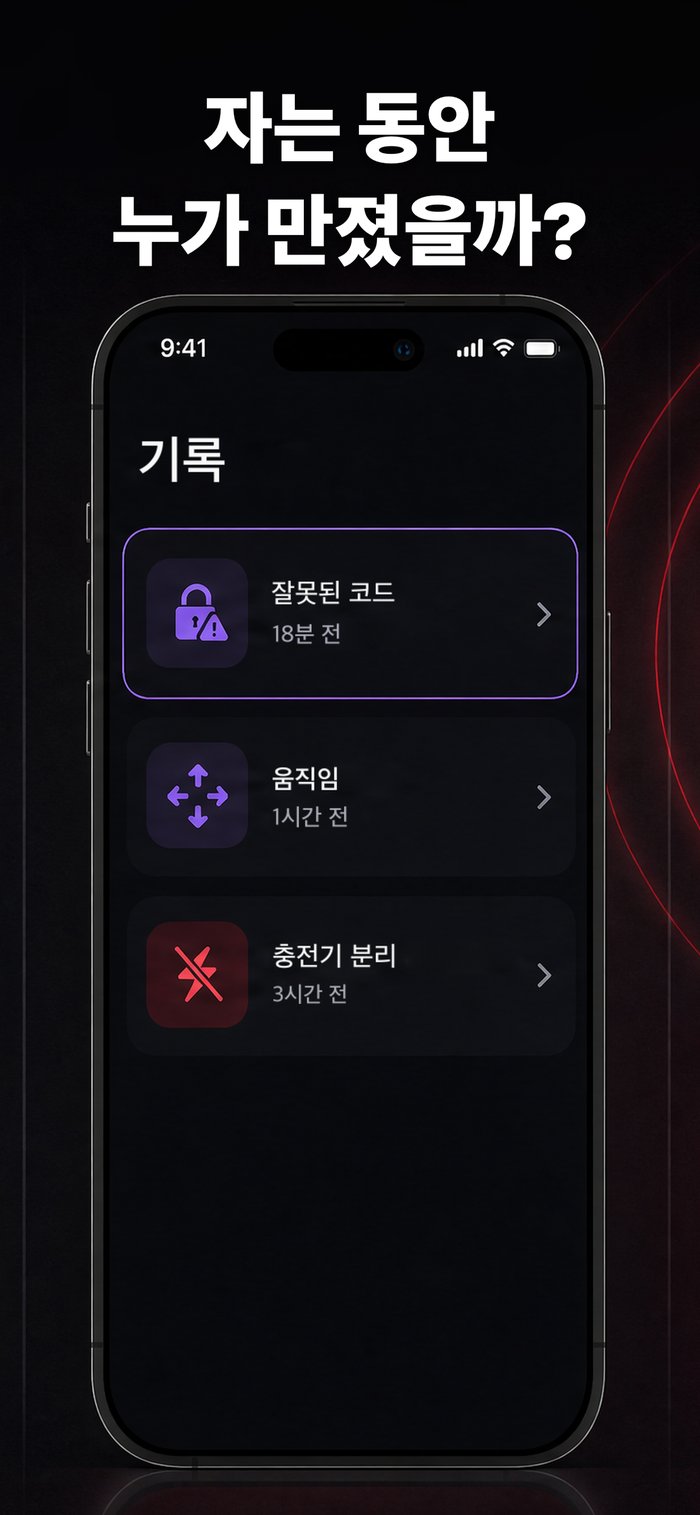 자는 동안
누가 만졌을까?
9:41
기록
잘못된 코드
18분 전
움직임
1시간 전
충전기 분리
3시간 전